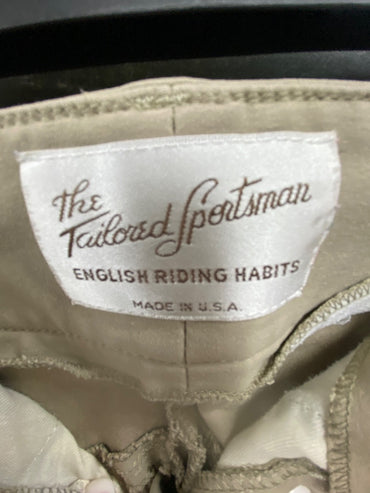 The
Tailored Sportsman
ENGLISH RIDING HABITS
MADE IN U.S.A.